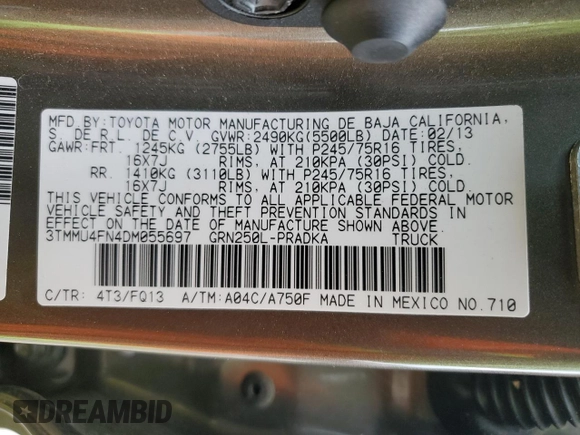 MFD.BY:TOYOTA MOTOR MANUFACTURING DE BAJA CALIFORNIA,
S. DE R.L. DE C.V. GVWR:2490KG(5500LB) DATE:02/13
GAWR:FRT. 1245KG (2755LB) WITH P245/75R16 TIRES,
16X7J RIMS, AT 210KPA (30PSI) COLD.
RR. 1410KG (3110LB) WITH P245/75R16 TIRES,
16X7J RIMS, AT 210KPA (30PSI) COLD.
THIS VEHICLE CONFORMS TO ALL APPLICABLE FEDERAL MOTOR
VEHICLE SAFETY AND THEFT PREVENTION STANDARDS IN
EFFECT ON THE DATE OF MANUFACTURE SHOWN ABOVE.
3TMMU4FN4DM055697 GRN250L-PRADKA TRUCK
C/TR: 4T3/FQ13 A/TM:A04C/A750F MADE IN MEXICO NO.710
DREAMBID